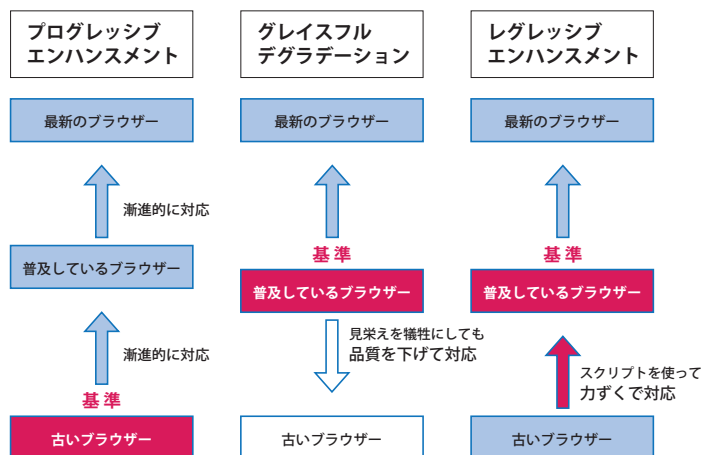 プログレッシブ
エンハンスメント
最新のブラウザー
漸進的に対応
普及しているブラウザー
漸進的に対応
基準
古いブラウザー
グレイスフル
デグラデーション
最新のブラウザー
基準
普及しているブラウザー
見栄えを犠牲にしても
品質を下げて対応
古いブラウザー
レグレッシブ
エンハンスメント
最新のブラウザー
基準
普及しているブラウザー
スクリプトを使って
力ずくで対応
古いブラウザー